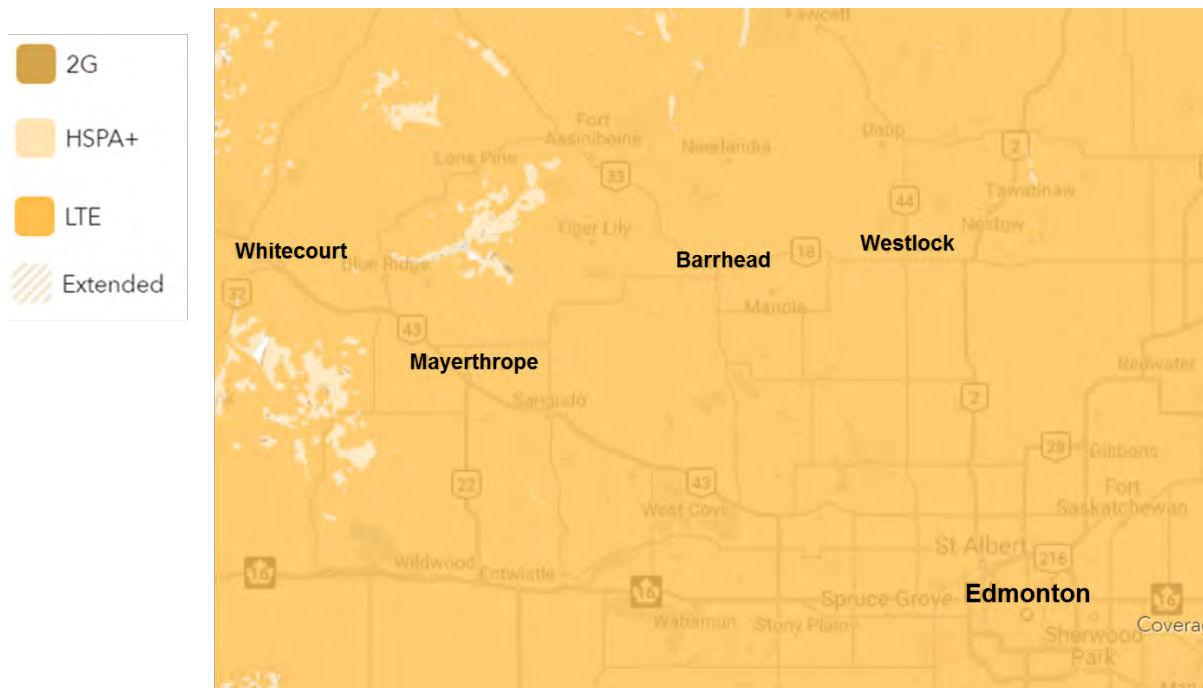 2G
HSPA+
LTE
Extended
Fawcett
Fort
Assiniboine
Neerlandia
Dapp
2
Lone Pine
33
Tawatinaw
44
Tiger Lily
Nestow
Whitecourt
Blue Ridge
Barrhead
18
Westlock
32
Manola
43
Mayerthrope
Redwater
Sangudo
2
28
Gibbons
22
43
Fort
Saskatchewan
West Cove
St Albert
216
Wildwood
Entwistle
16
16
Spruce Grove
Edmonton
16
Wabamun
Stony Plain
Sherwood
Park
Covera